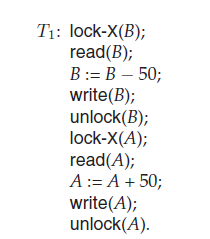 T1: lock-X(B);
read(B);
B := B – 50;
write(B);
unlock(B);
lock-X(A);
read(A);
A := A + 50;
write(A);
unlock(A).